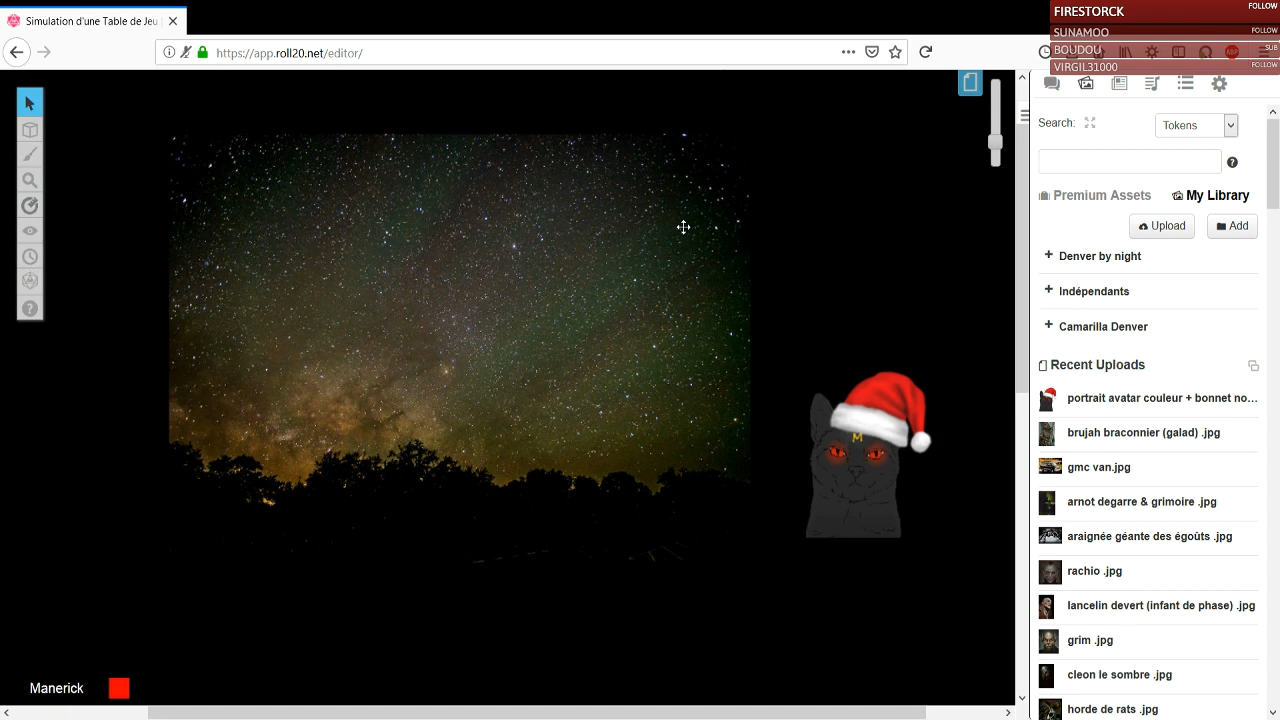 Simulation d'une Table de Jeu
FIRESTORCK FOLLOW
SUNAMOO FOLLOW
BOUDOU SUB
VIRGIL31000 FOLLOW
https://app.roll20.net/editor/
ABP
Search:
Tokens
Premium Assets
My Library
Upload
Add
Denver by night
Indépendants
Camarilla Denver
Recent Uploads
portrait avatar couleur + bonnet no...
brujah braconnier (galad) .jpg
gmc van.jpg
arnot degarre & grimoire .jpg
araignée géante des égoûts .jpg
rachio .jpg
lancelin devert (infant de phase) .jpg
grim .jpg
cleon le sombre .jpg
horde de rats .jpg
M
Manerick